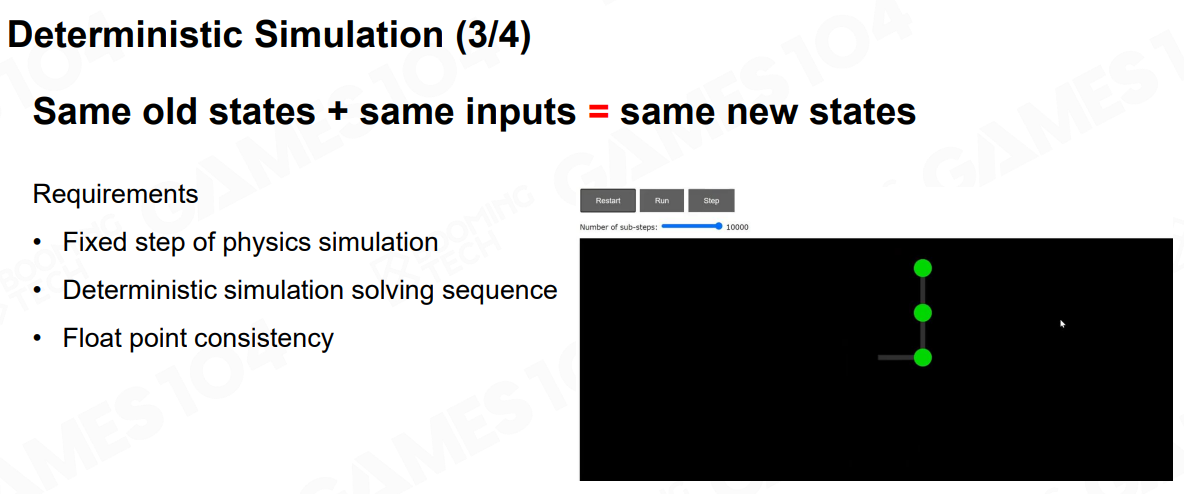 Deterministic Simulation (3/4)
Same old states + same inputs = same new states
Requirements
• Fixed step of physics simulation
• Deterministic simulation solving sequence
• Float point consistency
Restart Run Step
Number of sub-steps: 10000
GAMES104
BOOMING
TECH